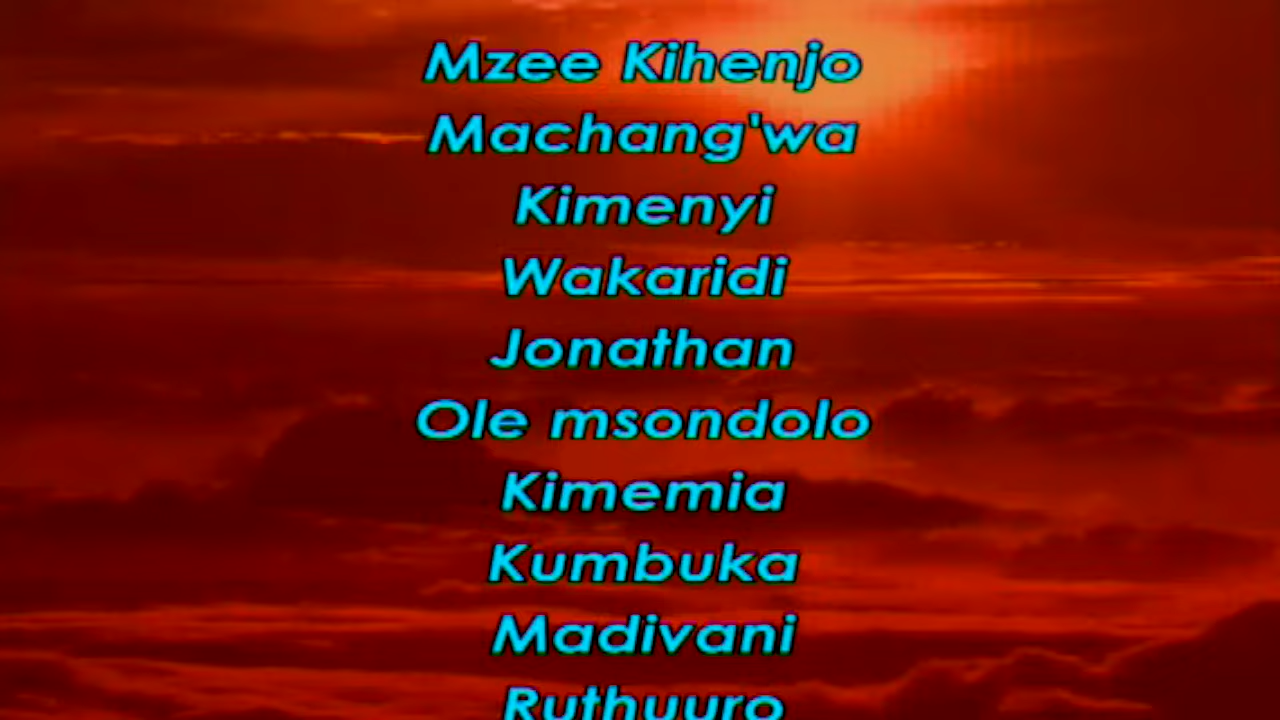 Mzee Kihenjo
Machang'wa
Kimenyi
Wakaridi
Jonathan
Ole msondolo
Kimemia
Kumbuka
Madivani
Ruthuuro